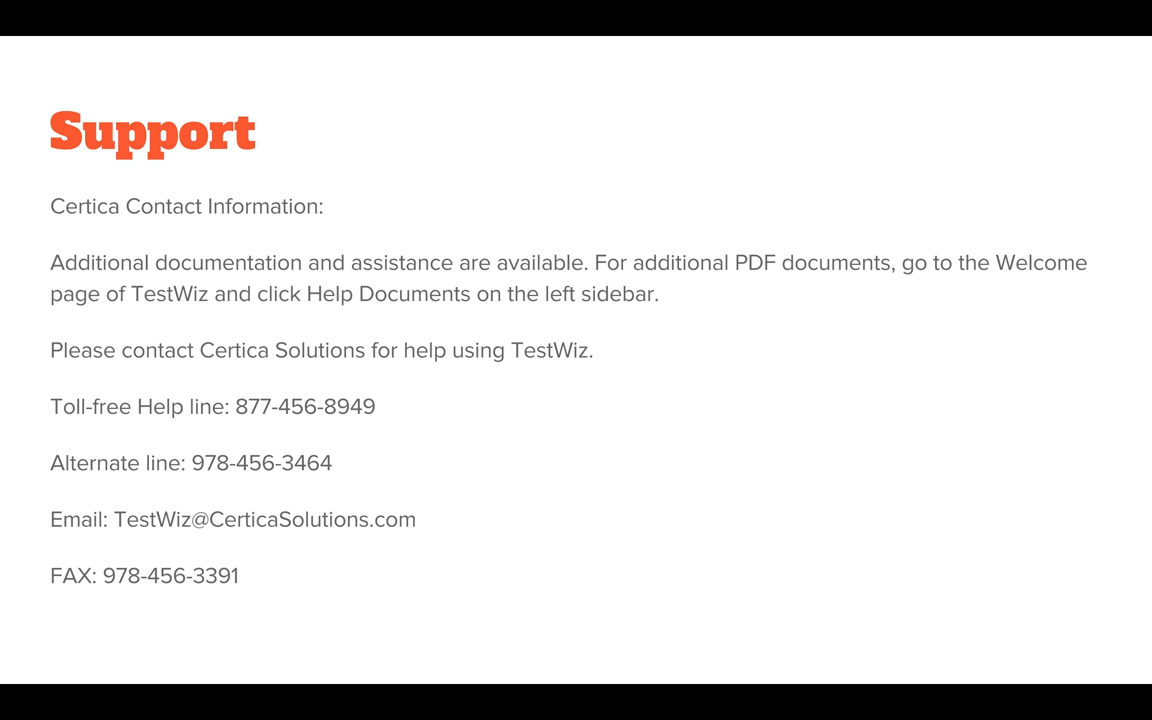 Support
Certica Contact Information:
Additional documentation and assistance are available. For additional PDF documents, go to the Welcome
page of TestWiz and click Help Documents on the left sidebar.
Please contact Certica Solutions for help using TestWiz.
Toll-free Help line: 877-456-8949
Alternate line: 978-456-3464
Email: TestWiz@CerticaSolutions.com
FAX: 978-456-3391